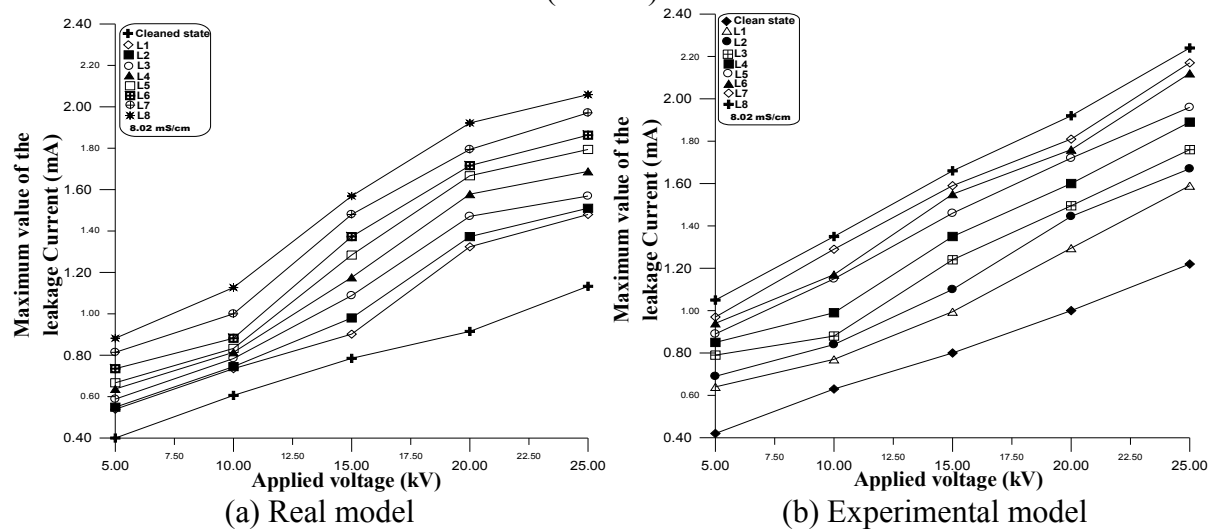 2.40
2.20
2.00
1.80
1.60
1.40
1.20
1.00
0.80
0.60
0.40
Maximum value of the
leakage Current (mA)
Cleaned state
L1
L2
L3
L4
L5
L6
L7
L8
8.02 mS/cm
5.00
7.50
10.00
12.50
15.00
17.50
20.00
22.50
25.00
Applied voltage (kV)
(a) Real model
2.40
2.20
2.00
1.80
1.60
1.40
1.20
1.00
0.80
0.60
0.40
Maximum value of the
leakage Current (mA)
Clean state
L1
L2
L3
L4
L5
L6
L7
L8
8.02 mS/cm
5.00
7.50
10.00
12.50
15.00
17.50
20.00
22.50
25.00
Applied voltage (kV)
(b) Experimental model